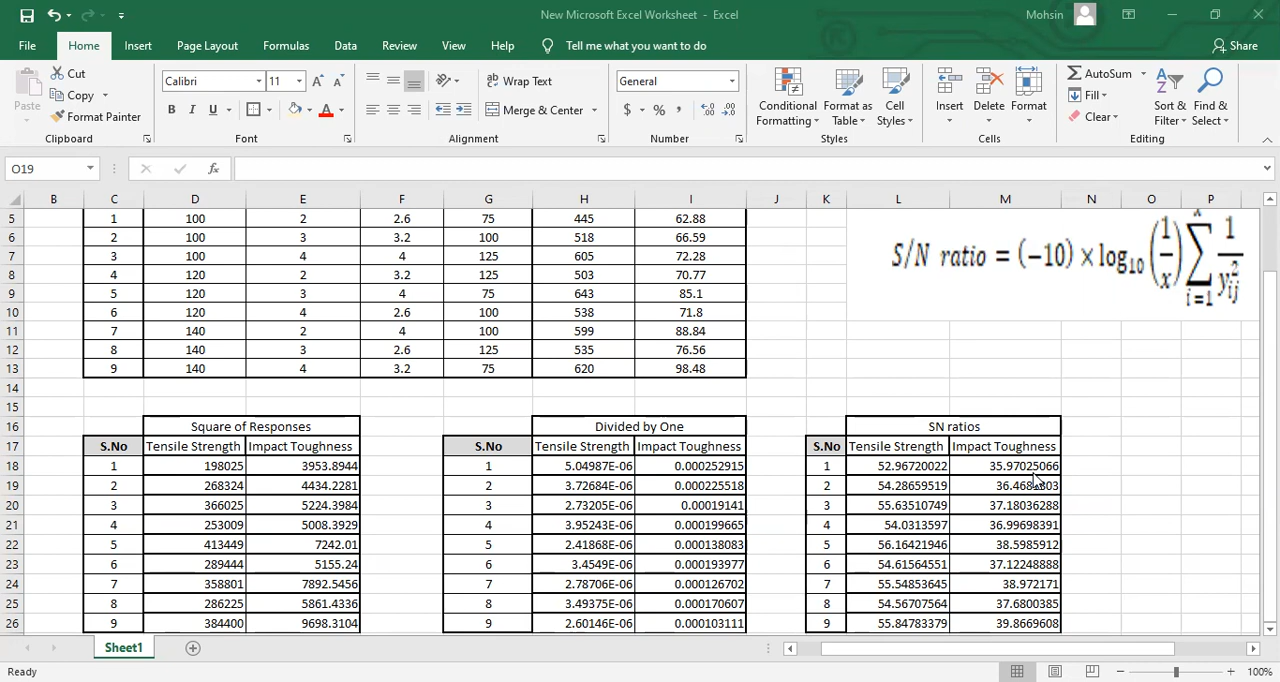 New Microsoft Excel Worksheet - Excel
Mohsin
File Home Insert Page Layout Formulas Data Review View Help Tell me what you want to do Share
Paste
Cut
Copy
Format Painter
Clipboard
Calibri 11
B I U
Font
Wrap Text
Merge & Center
Alignment
General
$ % ,
Number
Conditional Formatting
Format as Table
Cell Styles
Styles
Insert Delete Format
Cells
AutoSum
Fill
Clear
Sort & Filter
Find & Select
Editing
O19 fx
B C D E F G H I J K L M N O P
5 1 100 2 2.6 75 445 62.88
6 2 100 3 3.2 100 518 66.59
7 3 100 4 4 125 605 72.28
8 4 120 2 3.2 125 503 70.77
9 5 120 3 4 75 643 85.1
10 6 120 4 2.6 100 538 71.8
11 7 140 2 4 100 599 88.84
12 8 140 3 2.6 125 535 76.56
13 9 140 4 3.2 75 620 98.48
S/N ratio = (−10) × log10 (1/x) ∑ i=1 1/y²ij
14
15
16 Square of Responses Divided by One SN ratios
17 S.No Tensile Strength Impact Toughness S.No Tensile Strength Impact Toughness S.No Tensile Strength Impact Toughness
18 1 198025 3953.8944 1 5.04987E-06 0.000252915 1 52.96720022 35.97025066
19 2 268324 4434.2281 2 3.72684E-06 0.000225518 2 54.28659519
20 3 366025 5224.3984 3 2.73205E-06 0.00019141 3 55.63510749 37.18036288
21 4 253009 5008.3929 4 3.95243E-06 0.000199665 4 54.0313597 36.99698391
22 5 413449 7242.01 5 2.41868E-06 0.000138083 5 56.16421946 38.5985912
23 6 289444 5155.24 6 3.4549E-06 0.000193977 6 54.61564551 37.12248888
24 7 358801 7892.5456 7 2.78706E-06 0.000126702 7 55.54853645 38.972171
25 8 286225 5861.4336 8 3.49375E-06 0.000170607 8 54.56707564 37.6800385
26 9 384400 9698.3104 9 2.60146E-06 0.000103111 9 55.84783379 39.8669608
Sheet1
Ready 100%